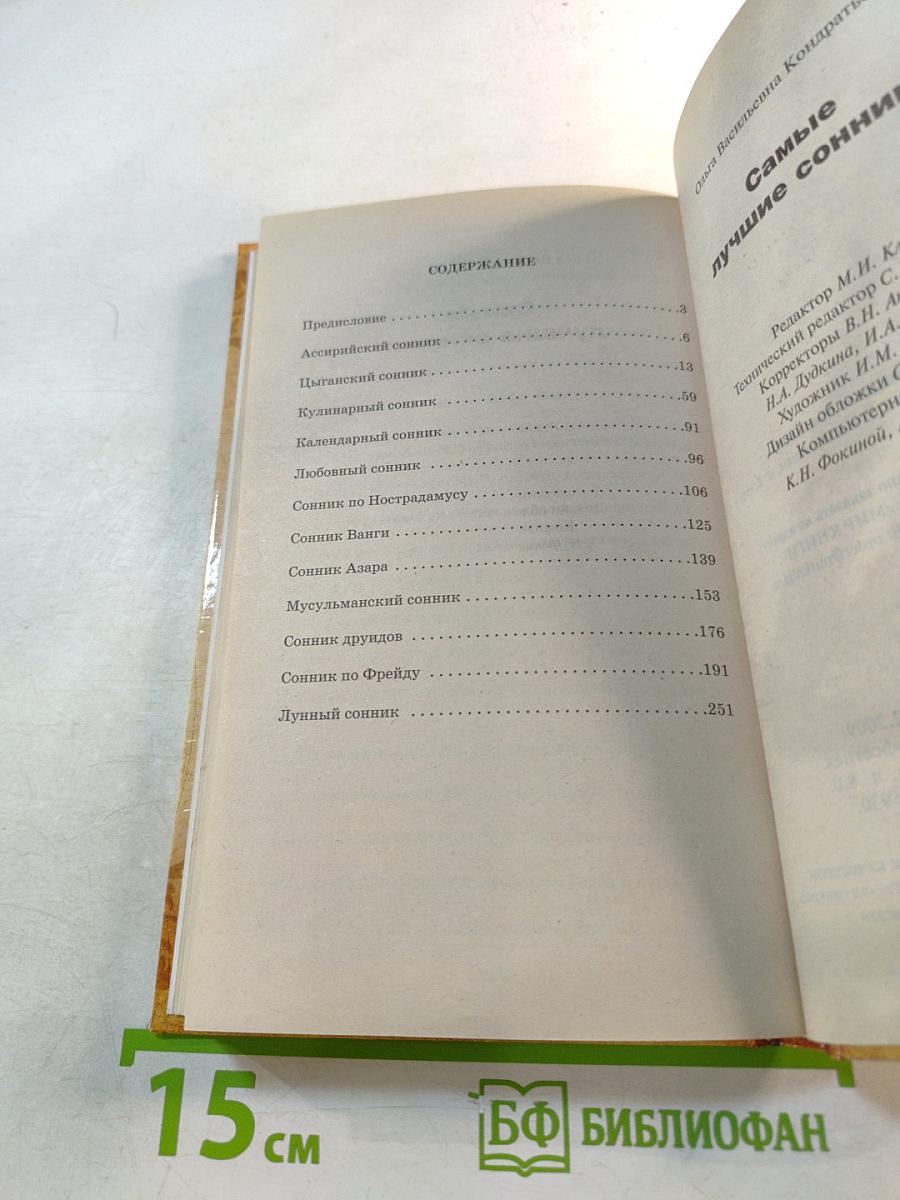 СОДЕРЖАНИЕ
Предисловие . . . . . . . . . . . . . . . . . . . . . . . . . . . . . . . . . .3
Ассирийский сонник . . . . . . . . . . . . . . . . . . . . . . . . . . .6
Цыганский сонник . . . . . . . . . . . . . . . . . . . . . . . . . . . .13
Кулинарный сонник . . . . . . . . . . . . . . . . . . . . . . . . . . .59
Календарный сонник . . . . . . . . . . . . . . . . . . . . . . . . . .91
Любовный сонник . . . . . . . . . . . . . . . . . . . . . . . . . . . .96
Сонник по Нострадамусу . . . . . . . . . . . . . . . . . . . . . . .106
Сонник Ванги . . . . . . . . . . . . . . . . . . . . . . . . . . . . . . .125
Сонник Азара . . . . . . . . . . . . . . . . . . . . . . . . . . . . . . .139
Мусульманский сонник . . . . . . . . . . . . . . . . . . . . . . . .153
Сонник друидов . . . . . . . . . . . . . . . . . . . . . . . . . . . . . .176
Сонник по Фрейду . . . . . . . . . . . . . . . . . . . . . . . . . . . .191
Лунный сонник . . . . . . . . . . . . . . . . . . . . . . . . . . . . . .251
Ольга Васильевна
Самые
лучшие
Редактор М.И.
Технический редактор С.
Корректоры В.Н.
Н.А. Дудкина, И.А.
Художник И.М.
Дизайн обложки
К.Н. Фокиной,
15 см
БФ БИБЛИОФАН